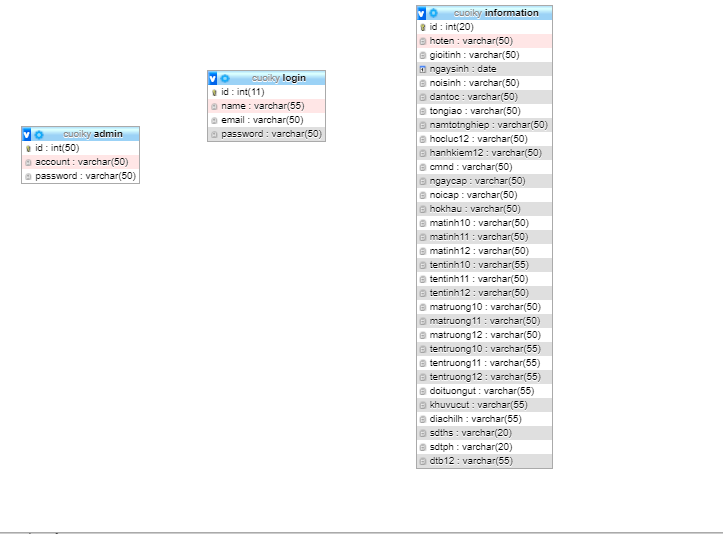 cuoiky admin
id : int(50)
account : varchar(50)
password : varchar(50)
cuoiky login
id : int(11)
name : varchar(55)
email : varchar(50)
password : varchar(50)
cuoiky information
id : int(20)
hoten : varchar(50)
gioitinh : varchar(50)
ngaysinh : date
noisinh : varchar(50)
dantoc : varchar(50)
tongiao : varchar(50)
namtotnghiep : varchar(50)
hocluc12 : varchar(50)
hanhkiem12 : varchar(50)
cmnd : varchar(50)
ngaycap : varchar(50)
noicap : varchar(50)
hokhau : varchar(50)
matinh10 : varchar(50)
matinh11 : varchar(50)
matinh12 : varchar(50)
tentinh10 : varchar(55)
tentinh11 : varchar(50)
tentinh12 : varchar(50)
matruong10 : varchar(50)
matruong11 : varchar(50)
matruong12 : varchar(50)
tentruong10 : varchar(55)
tentruong11 : varchar(55)
tentruong12 : varchar(55)
doituongut : varchar(55)
khuvucut : varchar(55)
diachilh : varchar(55)
sdths : varchar(20)
sdtph : varchar(20)
dtb12 : varchar(55)